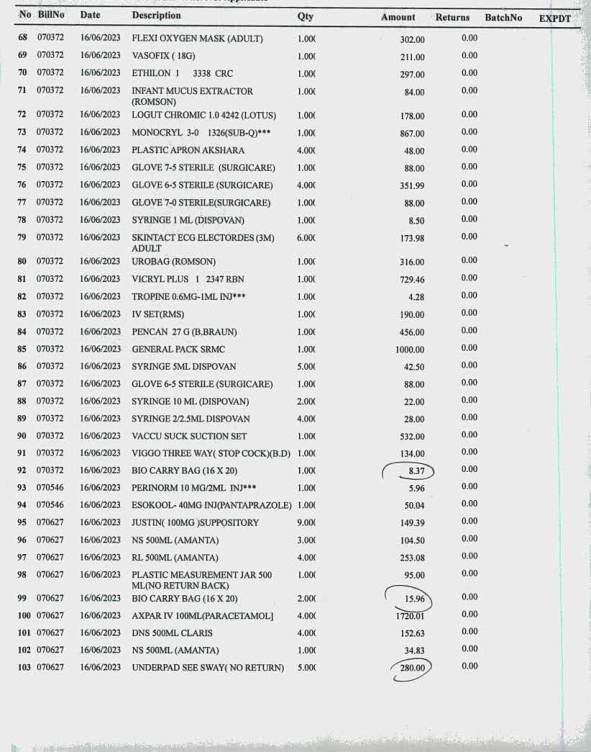 No BillNo Date Description Qty Amount Returns BatchNo EXPDT
68 070372 16/06/2023 FLEXI OXYGEN MASK (ADULT) 1.00( 302.00 0.00
69 070372 16/06/2023 VASOFIX ( 18G) 1.00( 211.00 0.00
70 070372 16/06/2023 ETHILON 1 3338 CRC 1.00( 297.00 0.00
71 070372 16/06/2023 INFANT MUCUS EXTRACTOR 1.00( 84.00 0.00
(ROMSON)
72 070372 16/06/2023 LOGUT CHROMIC 1.0 4242 (LOTUS) 1.00( 178.00 0.00
73 070372 16/06/2023 MONOCRYL 3-0 1326(SUB-Q)*** 1.00( 867.00 0.00
74 070372 16/06/2023 PLASTIC APRON AKSHARA 4.00( 48.00 0.00
75 070372 16/06/2023 GLOVE 7-5 STERILE (SURGICARE) 1.00( 88.00 0.00
76 070372 16/06/2023 GLOVE 6-5 STERILE (SURGICARE) 4.00( 351.99 0.00
77 070372 16/06/2023 GLOVE 7-0 STERILE(SURGICARE) 1.00( 88.00 0.00
78 070372 16/06/2023 SYRINGE 1 ML (DISPOVAN) 1.00( 8.50 0.00
79 070372 16/06/2023 SKINTACT ECG ELECTORDES (3M) 6.00( 173.98 0.00
ADULT
80 070372 16/06/2023 UROBAG (ROMSON) 1.00( 316.00 0.00
81 070372 16/06/2023 VICRYL PLUS 1 2347 RBN 1.00( 729.46 0.00
82 070372 16/06/2023 TROPINE 0.6MG-1ML INJ*** 1.00( 4.28 0.00
83 070372 16/06/2023 IV SET(RMS) 1.00( 190.00 0.00
84 070372 16/06/2023 PENCAN 27 G (B.BRAUN) 1.00( 456.00 0.00
85 070372 16/06/2023 GENERAL PACK SRMC 1.00( 1000.00 0.00
86 070372 16/06/2023 SYRINGE 5ML DISPOVAN 5.00( 42.50 0.00
87 070372 16/06/2023 GLOVE 6-5 STERILE (SURGICARE) 1.00( 88.00 0.00
88 070372 16/06/2023 SYRINGE 10 ML (DISPOVAN) 2.00( 22.00 0.00
89 070372 16/06/2023 SYRINGE 2/2.5ML DISPOVAN 4.00( 28.00 0.00
90 070372 16/06/2023 VACCU SUCK SUCTION SET 1.00( 532.00 0.00
91 070372 16/06/2023 VIGGO THREE WAY( STOP COCK)(B.D) 1.00( 134.00 0.00
92 070372 16/06/2023 BIO CARRY BAG (16 X 20) 1.00( 8.37 0.00
93 070546 16/06/2023 PERINORM 10 MG/2ML INJ*** 1.00( 5.96 0.00
94 070546 16/06/2023 ESOKOOL- 40MG INJ(PANTAPRAZOLE) 1.00( 50.04 0.00
95 070627 16/06/2023 JUSTIN( 100MG )SUPPOSITORY 9.00( 149.39 0.00
96 070627 16/06/2023 NS 500ML (AMANTA) 3.00( 104.50 0.00
97 070627 16/06/2023 RL 500ML (AMANTA) 4.00( 253.08 0.00
98 070627 16/06/2023 PLASTIC MEASUREMENT JAR 500 1.00( 95.00 0.00
ML(NO RETURN BACK)
99 070627 16/06/2023 BIO CARRY BAG (16 X 20) 2.00( 15.96 0.00
100 070627 16/06/2023 AXPAR IV 100ML(PARACETAMOL] 4.00( 1720.01 0.00
101 070627 16/06/2023 DNS 500ML CLARIS 4.00( 152.63 0.00
102 070627 16/06/2023 NS 500ML (AMANTA) 1.00( 34.83 0.00
103 070627 16/06/2023 UNDERPAD SEE SWAY( NO RETURN) 5.00( 280.00 0.00